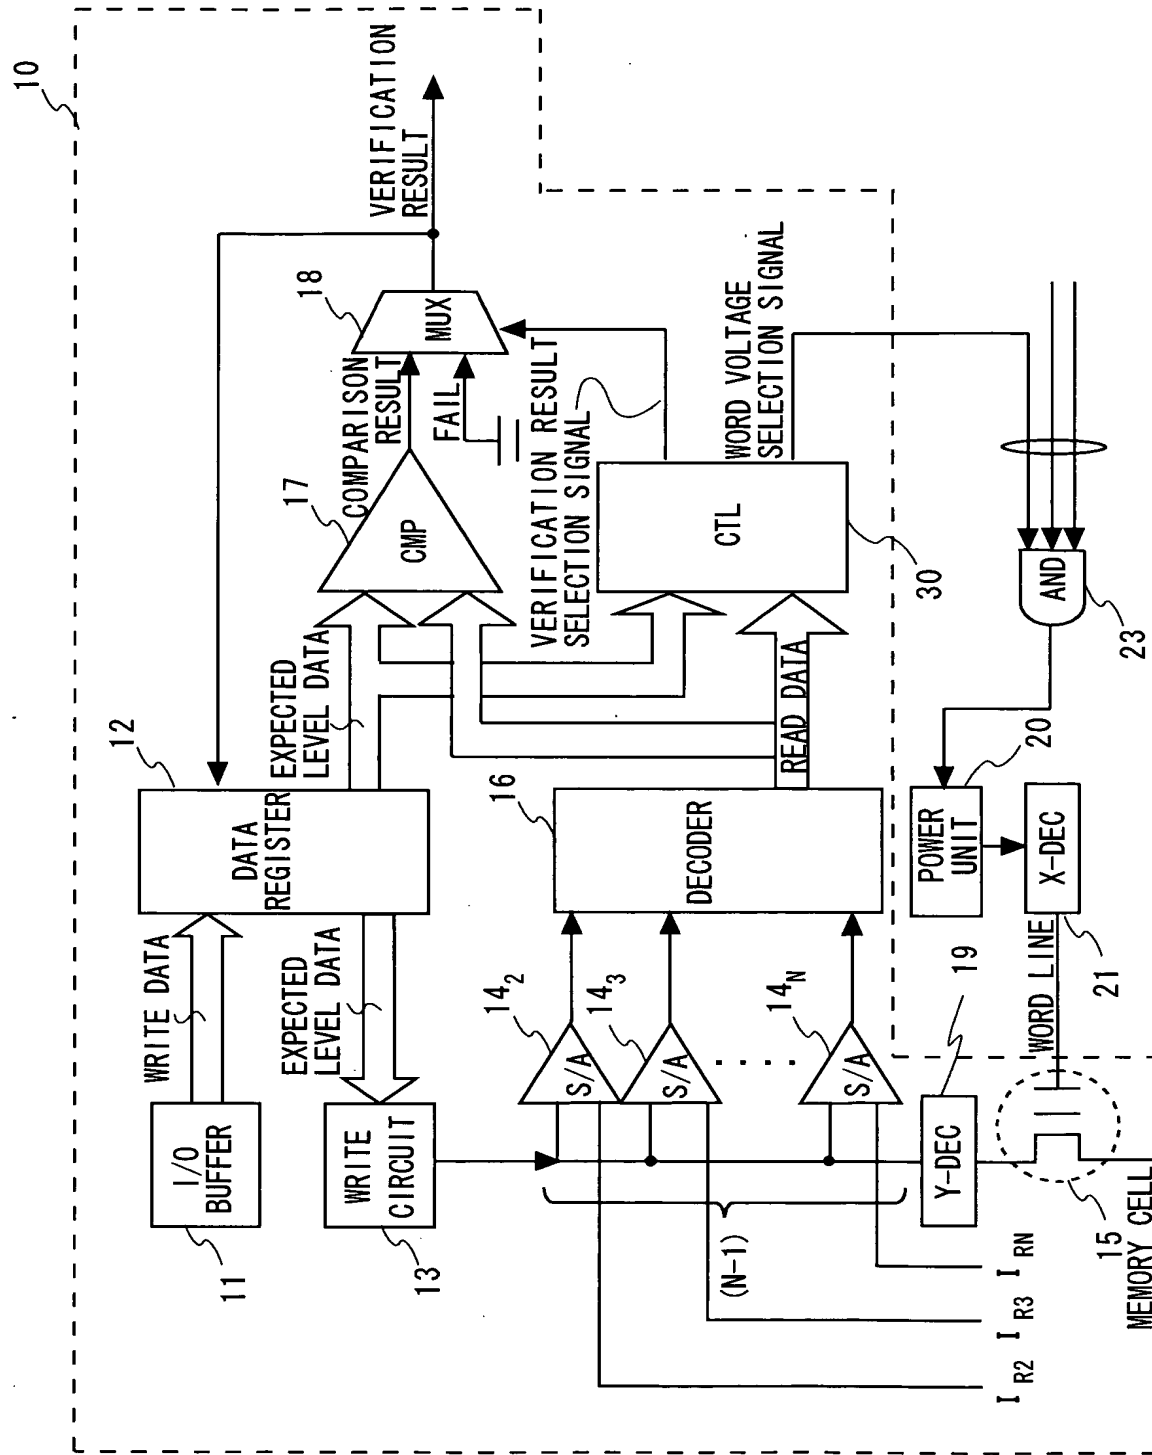 10
VERIFICATION
RESULT
18
MUX
COMPARISON
RESULT
FAIL
17
CMP
VERIFICATION RESULT
SELECTION SIGNAL
WORD VOLTAGE
SELECTION SIGNAL
CTL
30
AND
23
12
DATA
REGISTER
EXPECTED
LEVEL DATA
READ DATA
16
DECODER
20
POWER
UNIT
X-DEC
21
WRITE DATA
EXPECTED
LEVEL DATA
I/O
BUFFER
11
WRITE
CIRCUIT
13
14₂
S/A
14₃
S/A
. . . .
14N
S/A
(N-1)
19
Y-DEC
WORD LINE
15
MEMORY CELL
I R2
I R3
I RN